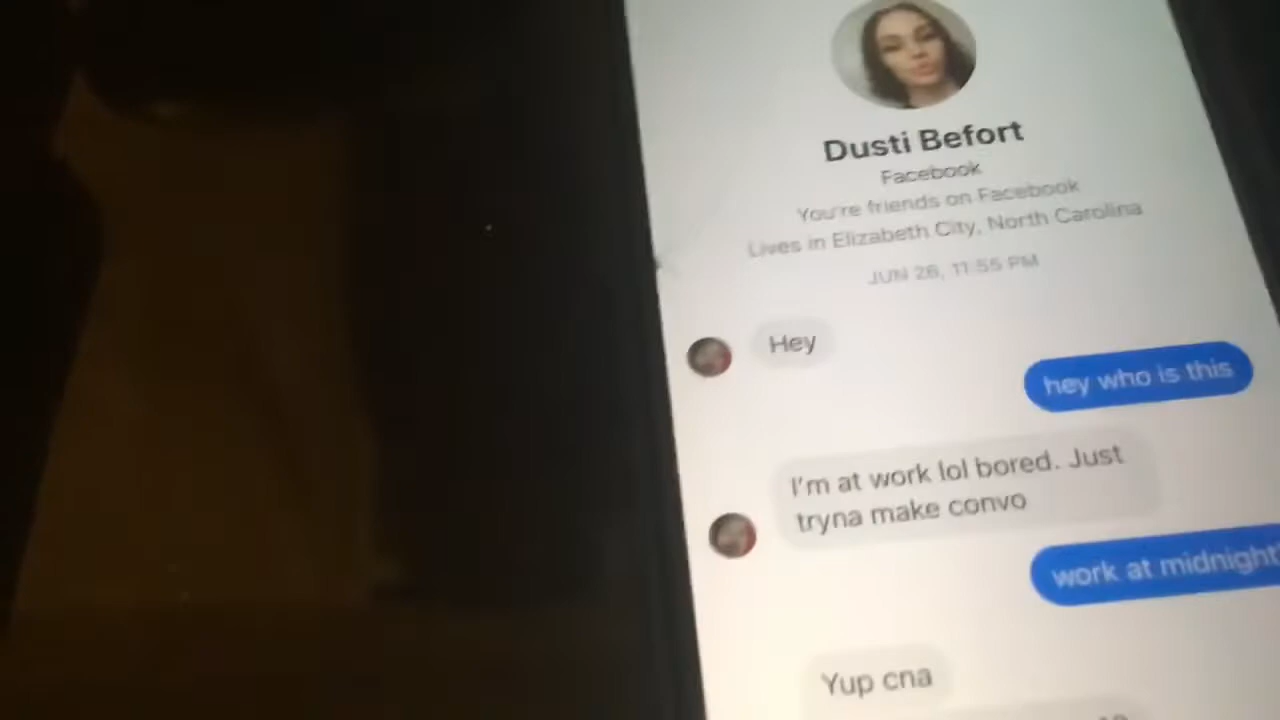 Dusti Befort
Facebook
You're friends on Facebook
Lives in Elizabeth City, North Carolina
JUN 26, 11:55 PM
Hey
hey who is this
I'm at work lol bored. Just
tryna make convo
work at midnight
Yup cna